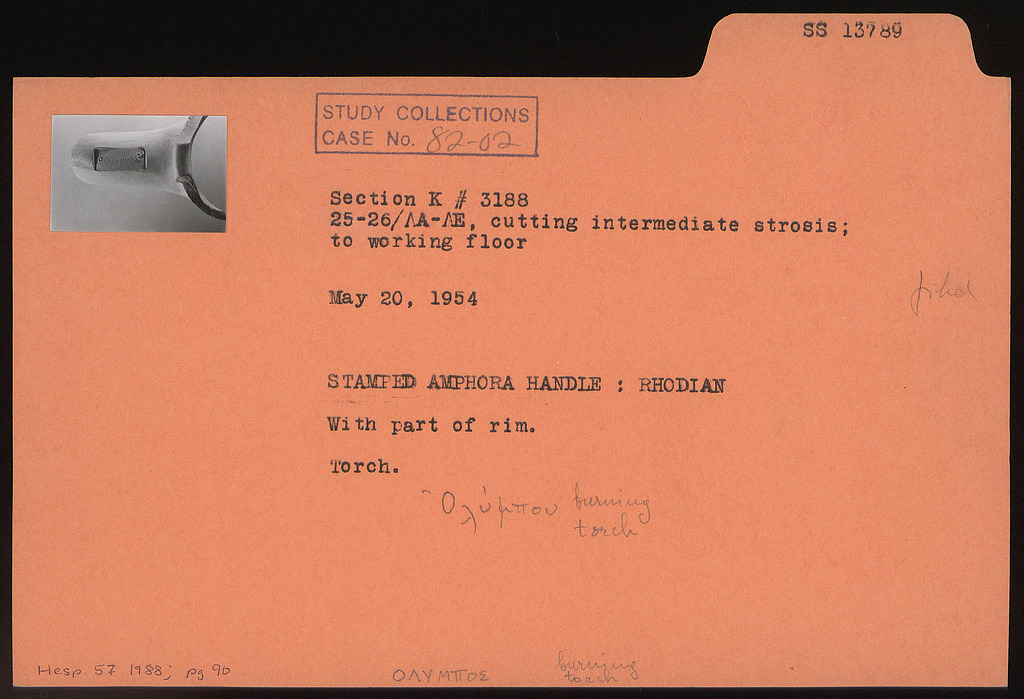 SS 13789
STUDY COLLECTIONS
CASE No. 82-02
Section K # 3188
25-26/ΛΑ-ΛΕ, cutting intermediate strosis;
to working floor
May 20, 1954
filed
STAMPED AMPHORA HANDLE : RHODIAN
With part of rim.
Torch.
Ὀλύμπου burning
torch
Hesp. 57 1988; pg 90
ΟΛΥΜΠΟΣ burning
torch